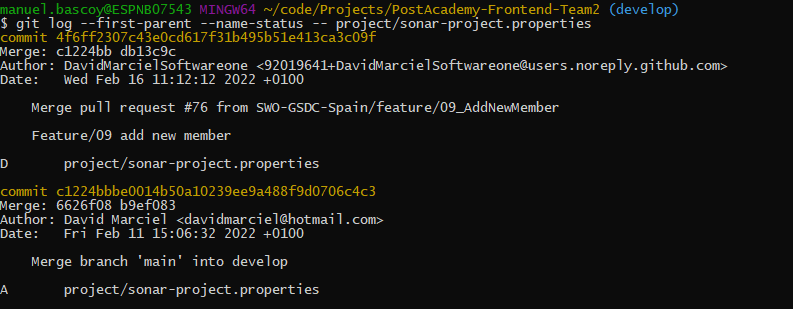 manuel.bascoy@ESPNB07543 MINGW64 ~/code/Projects/PostAcademy-Frontend-Team2 (develop)
$ git log --first-parent --name-status -- project/sonar-project.properties
commit 4f6ff2307c43e0cd617f31b495b51e413ca3c09f
Merge: c1224bb db13c9c
Author: DavidMarcielSoftwareone <92019641+DavidMarcielSoftwareone@users.noreply.github.com>
Date:   Wed Feb 16 11:12:12 2022 +0100
    Merge pull request #76 from SWO-GSDC-Spain/feature/09_AddNewMember
    Feature/09 add new member
D       project/sonar-project.properties
commit c1224bbbe0014b50a10239ee9a488f9d0706c4c3
Merge: 6626f08 b9ef083
Author: David Marciel <davidmarciel@hotmail.com>
Date:   Fri Feb 11 15:06:32 2022 +0100
    Merge branch 'main' into develop
A       project/sonar-project.properties